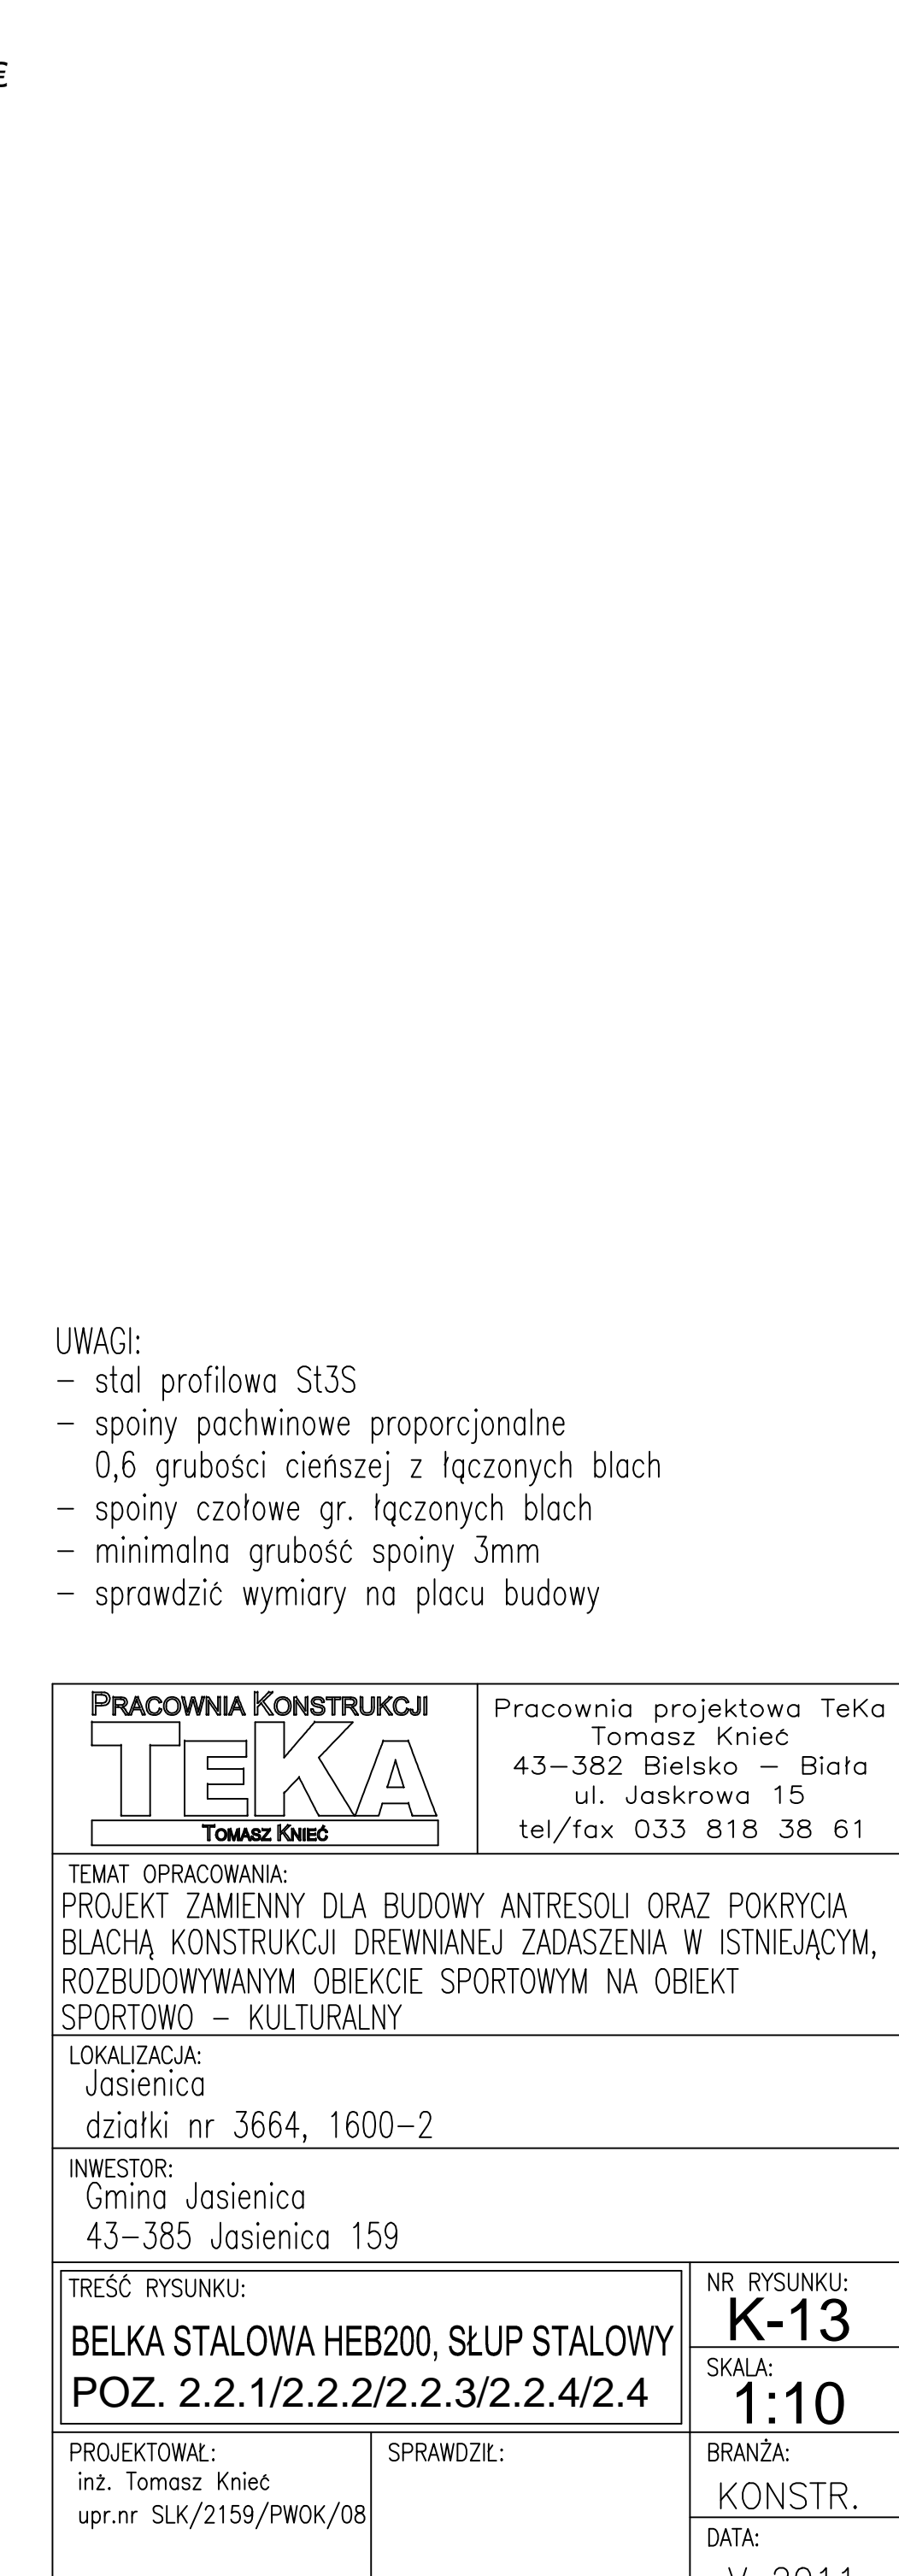 UWAGI:
– stal profilowa St3S
– spoiny pachwinowe proporcjonalne
0,6 grubości cieńszej z łączonych blach
– spoiny czołowe gr. łączonych blach
– minimalna grubość spoiny 3mm
– sprawdzić wymiary na placu budowy
PRACOWNIA KONSTRUKCJI
TEKA
TOMASZ KNIEĆ
Pracownia projektowa TeKa
Tomasz Knieć
43–382 Bielsko – Biała
ul. Jaskrowa 15
tel/fax 033 818 38 61
TEMAT OPRACOWANIA:
PROJEKT ZAMIENNY DLA BUDOWY ANTRESOLI ORAZ POKRYCIA
BLACHĄ KONSTRUKCJI DREWNIANEJ ZADASZENIA W ISTNIEJĄCYM,
ROZBUDOWYWANYM OBIEKCIE SPORTOWYM NA OBIEKT
SPORTOWO – KULTURALNY
LOKALIZACJA:
Jasienica
działki nr 3664, 1600–2
INWESTOR:
Gmina Jasienica
43–385 Jasienica 159
TREŚĆ RYSUNKU:
BELKA STALOWA HEB200, SŁUP STALOWY
POZ. 2.2.1/2.2.2/2.2.3/2.2.4/2.4
NR RYSUNKU:
K-13
SKALA:
1:10
PROJEKTOWAŁ:
inż. Tomasz Knieć
upr.nr SLK/2159/PWOK/08
SPRAWDZIŁ:
BRANŻA:
KONSTR.
DATA: